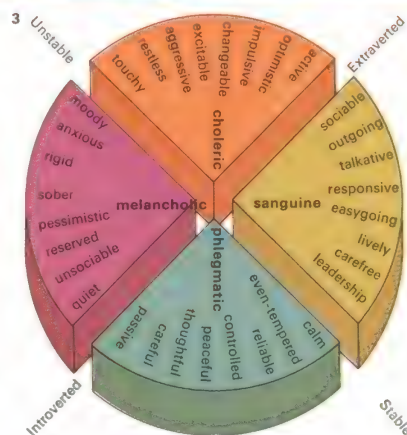 3
Unstable
Extraverted
touchy
restless
aggressive
excitable
changeable
impulsive
optimistic
active
choleric
moody
anxious
rigid
sober
pessimistic
reserved
unsociable
quiet
melancholic
sociable
outgoing
talkative
responsive
easygoing
lively
carefree
leadership
sanguine
phlegmatic
passive
careful
thoughtful
peaceful
controlled
reliable
even-tempered
calm
Introverted
Stable